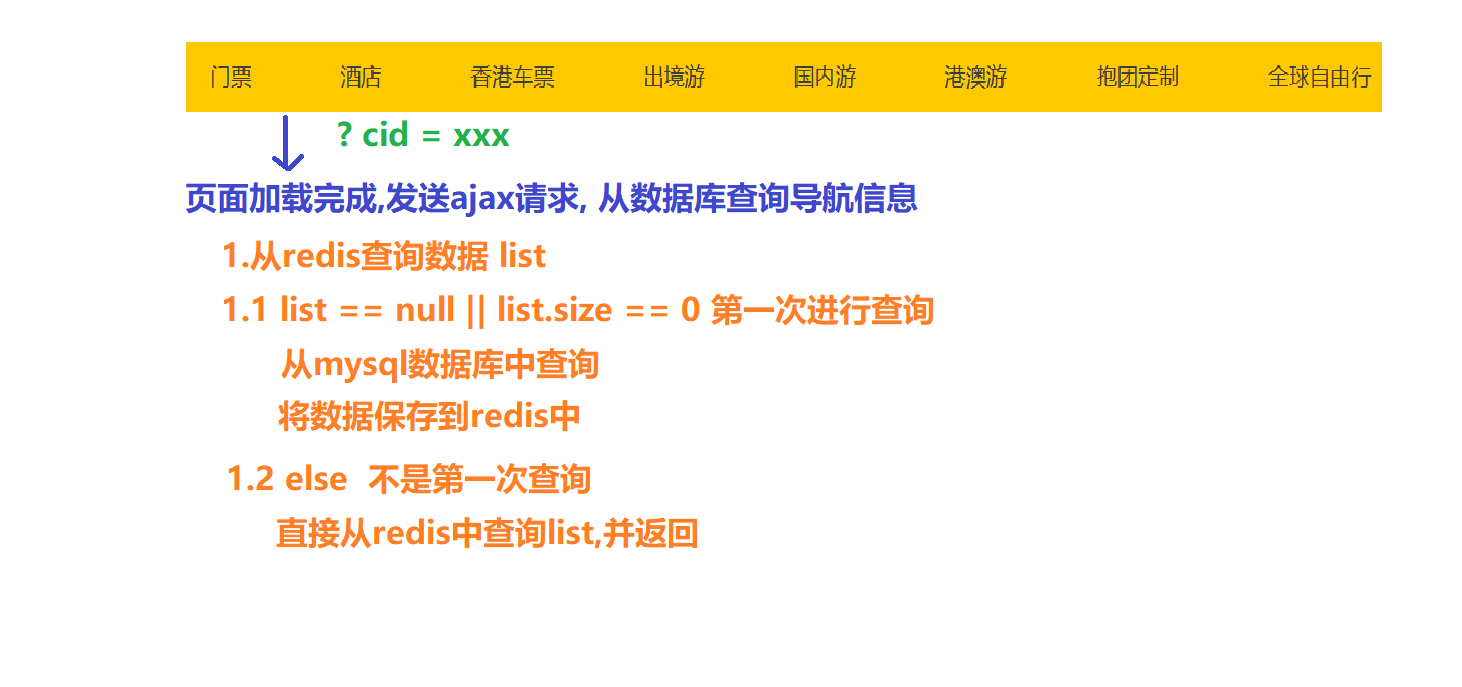 门票 酒店 香港车票 出境游 国内游 港澳游 抱团定制 全球自由行
? cid = xxx
页面加载完成,发送ajax请求, 从数据库查询导航信息
1.从redis查询数据 list
1.1 list == null || list.size == 0 第一次进行查询
从mysql数据库中查询
将数据保存到redis中
1.2 else 不是第一次查询
直接从redis中查询list,并返回